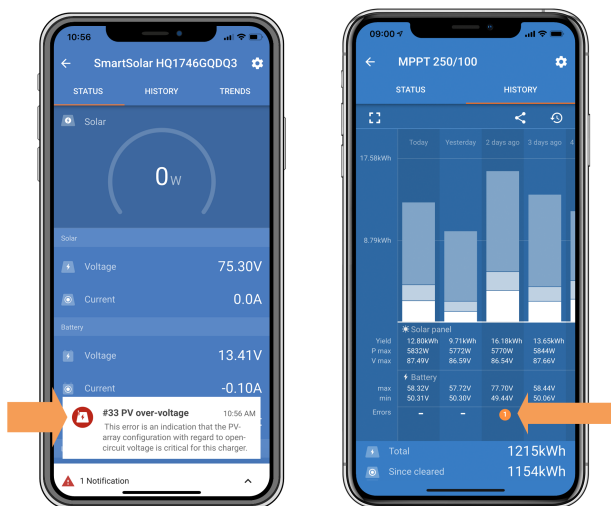 10:56
SmartSolar HQ1746GQDQ3
STATUS HISTORY TRENDS
Solar
0W
Solar
Voltage 75.30V
Current 0.0A
Battery
Voltage 13.41V
Current -0.10A
#33 PV over-voltage 10:56 AM
This error is an indication that the PV-
array configuration with regard to open-
circuit voltage is critical for this charger.
1 Notification
09:00
MPPT 250/100
STATUS HISTORY
Today Yesterday 2 days ago 3 days ago 4
17.58kWh
8.79kWh
Solar panel
Yield 12.80kWh 9.71kWh 16.18kWh 13.65kWh
P max 5832W 5772W 5770W 5844W
V max 87.49V 86.59V 86.54V 87.66V
Battery
max 58.32V 57.72V 77.70V 58.44V
min 50.31V 50.30V 49.44V 50.06V
Errors – – 1
Total 1215kWh
Since cleared 1154kWh